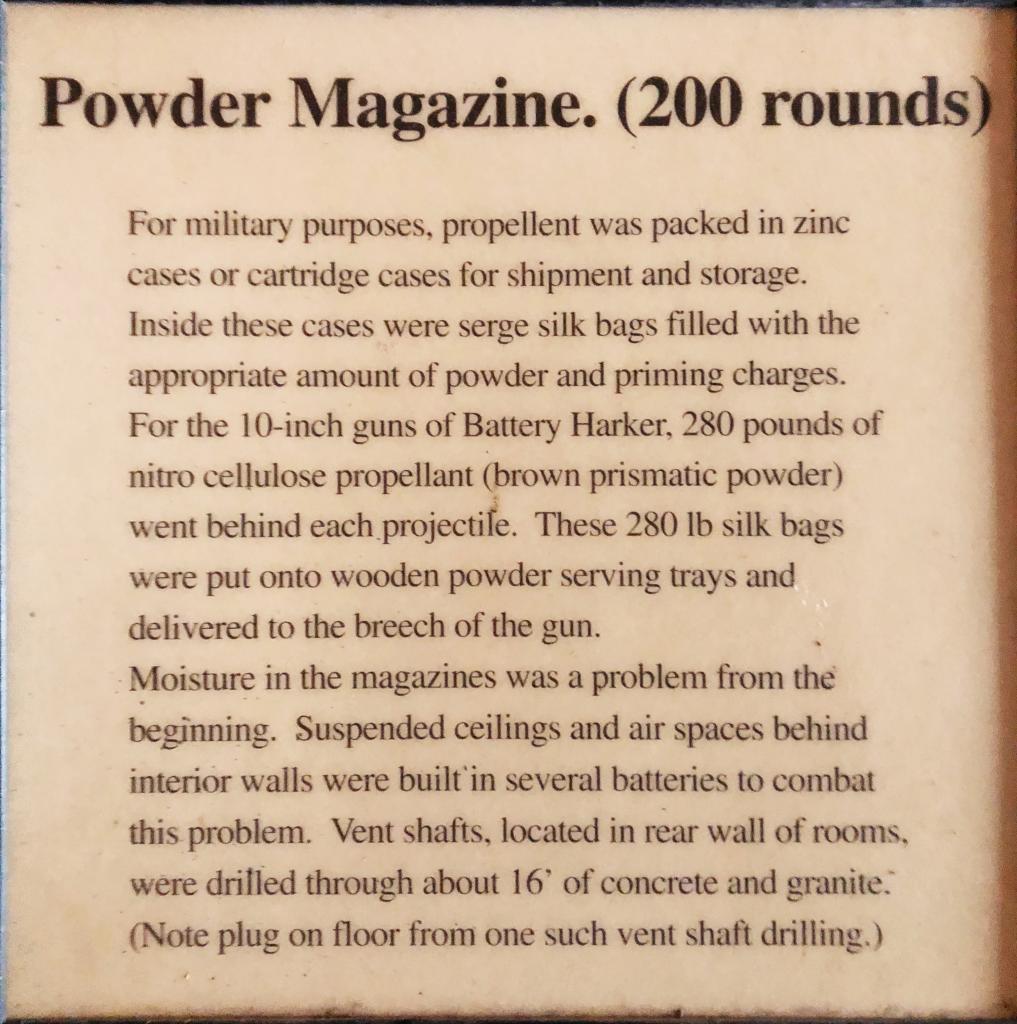 Powder Magazine. (200 rounds)
For military purposes, propellent was packed in zinc
cases or cartridge cases for shipment and storage.
Inside these cases were serge silk bags filled with the
appropriate amount of powder and priming charges.
For the 10-inch guns of Battery Harker, 280 pounds of
nitro cellulose propellant (brown prismatic powder)
went behind each projectile.  These 280 lb silk bags
were put onto wooden powder serving trays and
delivered to the breech of the gun.
Moisture in the magazines was a problem from the
beginning.  Suspended ceilings and air spaces behind
interior walls were built in several batteries to combat
this problem.  Vent shafts, located in rear wall of rooms,
were drilled through about 16' of concrete and granite.
(Note plug on floor from one such vent shaft drilling.)